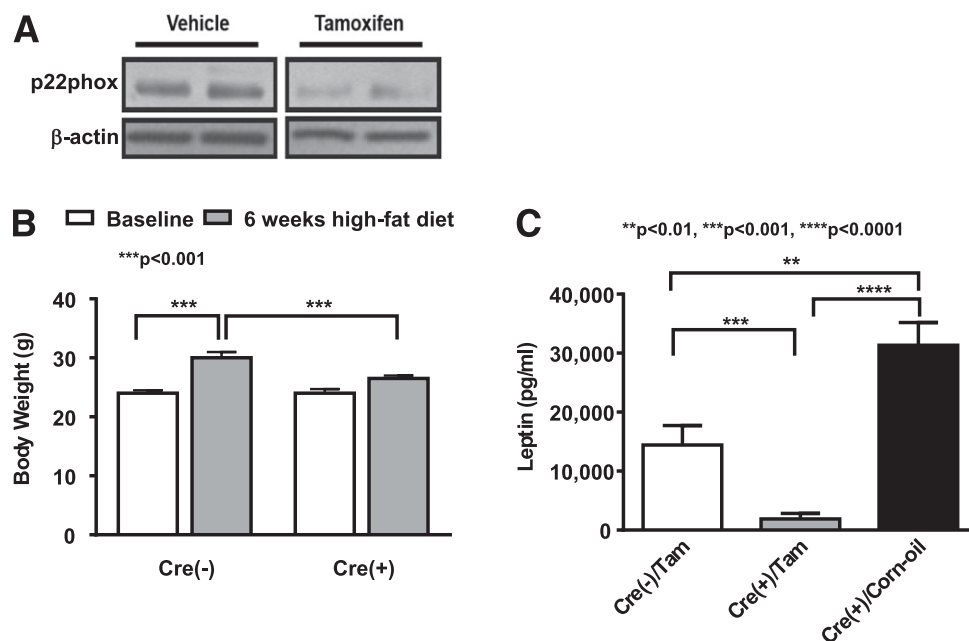 A
Vehicle Tamoxifen
p22phox
β-actin
B
Baseline 6 weeks high-fat diet
***p<0.001
*** ***
Body Weight (g)
40
30
20
10
0
Cre(-) Cre(+)
C
**p<0.01, ***p<0.001, ****p<0.0001
**
****
***
Leptin (pg/ml)
40,000
30,000
20,000
10,000
0
Cre(-)/Tam
Cre(+)/Tam
Cre(+)/Corn-oil